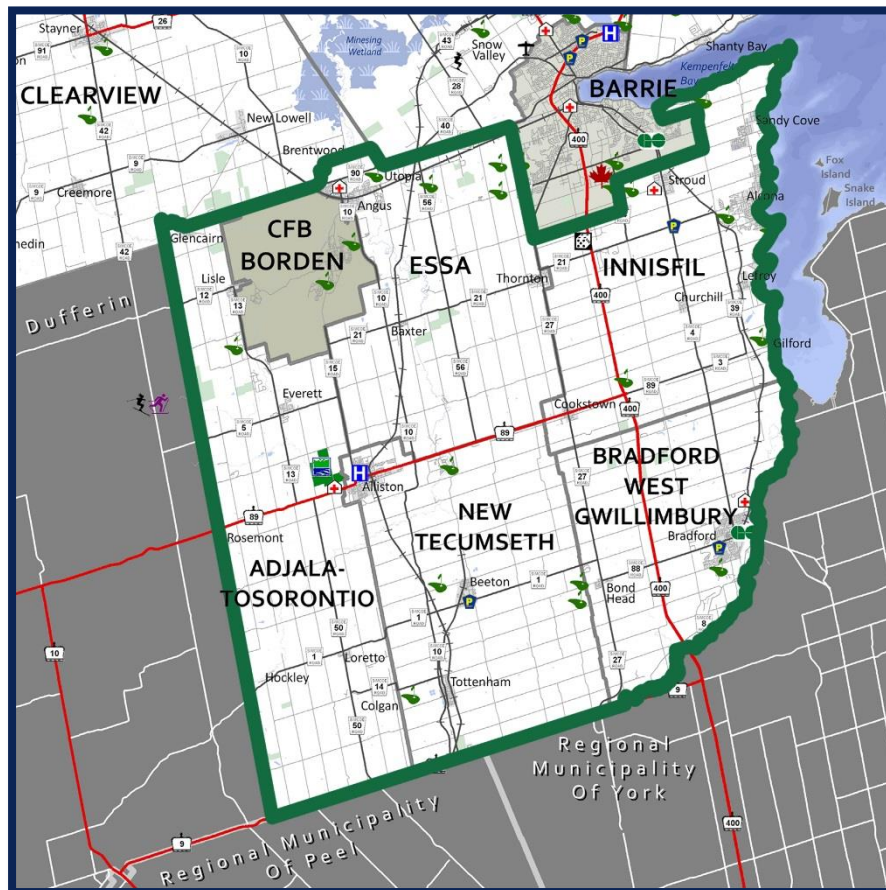 Stayner
26
91
10
42
9
9
Creemore
42
CLEARVIEW
New Lowell
Brentwood
Minesing
Wetland
43
Snow
Valley
28
40
H
P
P
Shanty Bay
Kempenfelt
BARRIE
400
Sandy Cove
Fox
Island
Snake
Island
Stroud
Alcona
P
90
Utopia
10
Angus
56
Glencairn
CFB
BORDEN
ESSA
INNISFIL
21
Thornton
400
Lefroy
Churchill
39
4
Gilford
3
Dufferin
Lisle
12
13
10
21
21
Baxter
27
15
56
89
Everett
5
13
10
89
Cookstown
400
H
Alliston
89
Rosemont
BRADFORD
WEST
GWILLIMBURY
27
Bradford
P
NEW
TECUMSETH
ADJALA-
TOSORONTIO
Beeton
1
P
88
Bond
Head
400
8
50
1
10
1
Loretto
Hockley
14
Colgan
Tottenham
50
27
9
10
9
400
Regional
Municipality
Of York
Regional Municipality
Of Peel